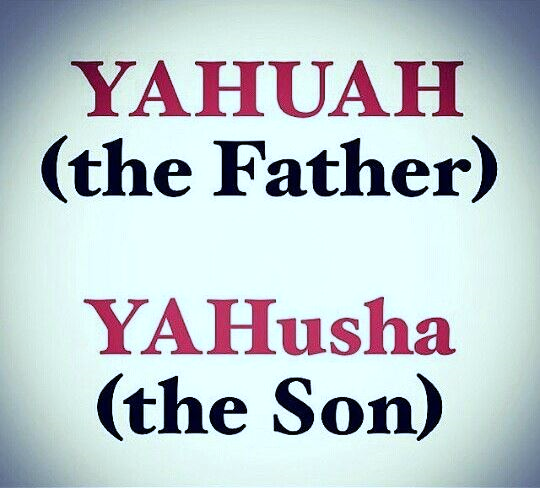 YAHUAH
(the Father)
YAHusha
(the Son)